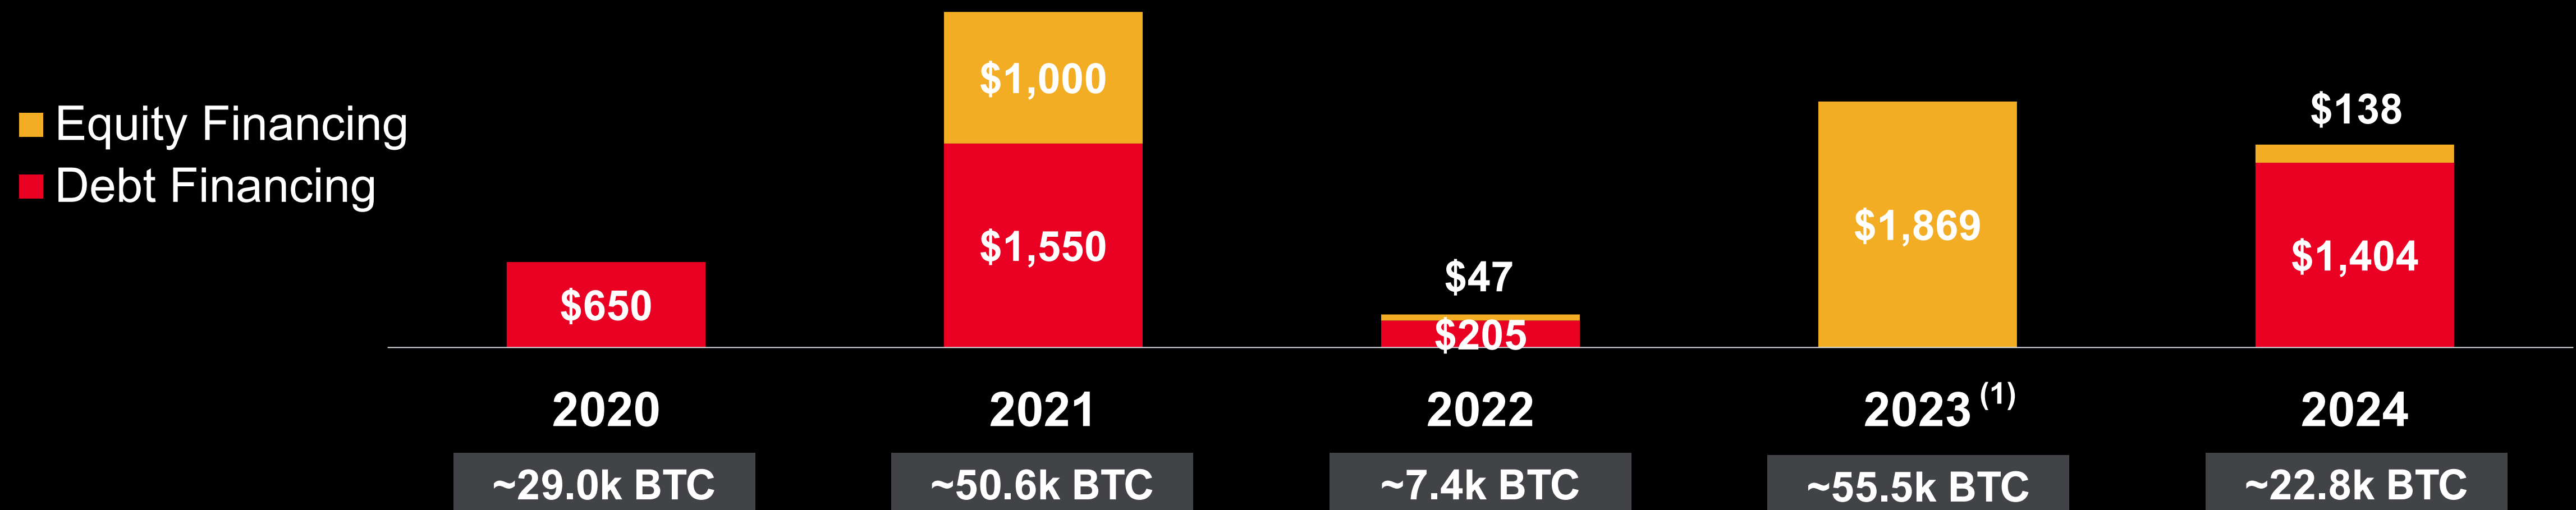 Equity Financing
Debt Financing
$650
$1,000
$1,550
$47
$205
$1,869
$138
$1,404
2020
2021
2022
2023 (1)
2024
~29.0k BTC
~50.6k BTC
~7.4k BTC
~55.5k BTC
~22.8k BTC